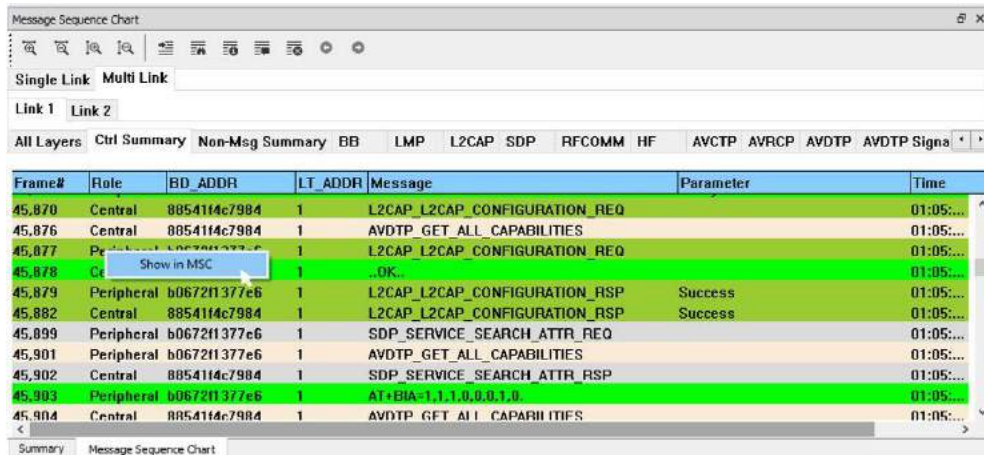 Message Sequence Chart
Single Link Multi Link
Link 1 Link 2
All Layers Ctrl Summary Non-Msg Summary BB LMP L2CAP SDP RFCOMM HF AVCTP AVRCP AVDTP AVDTP Signa
Frame# Role BD_ADDR LT_ADDR Message Parameter Time
45,870 Central 88541f4c7984 1 L2CAP_L2CAP_CONFIGURATION_REQ 01:05:...
45,876 Central 88541f4c7984 1 AVDTP_GET_ALL_CAPABILITIES 01:05:...
45,877 1 L2CAP_L2CAP_CONFIGURATION_REQ 01:05:...
Show in MSC
45,878 Ce 1 ..OK.. 01:05:...
45,879 Peripheral b0672f1377e6 1 L2CAP_L2CAP_CONFIGURATION_RSP Success 01:05:...
45,882 Central 88541f4c7984 1 L2CAP_L2CAP_CONFIGURATION_RSP Success 01:05:...
45,899 Peripheral b0672f1377e6 1 SDP_SERVICE_SEARCH_ATTR_REQ 01:05:...
45,901 Peripheral b0672f1377e6 1 AVDTP_GET_ALL_CAPABILITIES 01:05:...
45,902 Central 88541f4c7984 1 SDP_SERVICE_SEARCH_ATTR_RSP 01:05:...
45,903 Peripheral b0672f1377e6 1 AT+BIA=1,1,1,0,0,0,1,0. 01:05:...
45,904 Central 88541f4c7984 1 AVDTP_GET_ALL_CAPABILITIES 01:05:...
Summary Message Sequence Chart